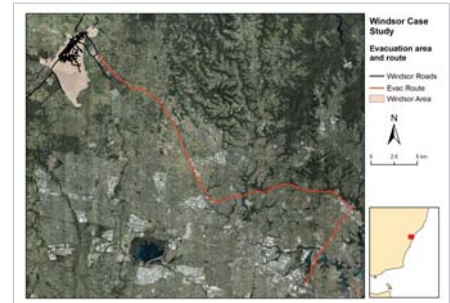 Windsor Case
Study
Evacuation area
and route
Windsor Roads
Evac Route
Windsor Area
N
0 2.5 5 km